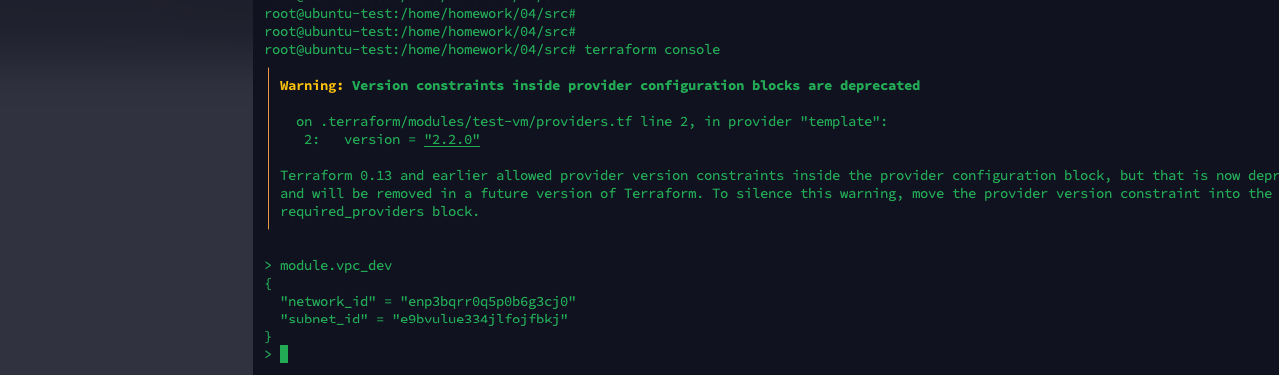 root@ubuntu-test:/home/homework/04/src#
root@ubuntu-test:/home/homework/04/src#
root@ubuntu-test:/home/homework/04/src# terraform console
Warning: Version constraints inside provider configuration blocks are deprecated
on .terraform/modules/test-vm/providers.tf line 2, in provider "template":
2: version = "2.2.0"
Terraform 0.13 and earlier allowed provider version constraints inside the provider configuration block, but that is now depr
and will be removed in a future version of Terraform. To silence this warning, move the provider version constraint into the
required_providers block.
> module.vpc_dev
{
"network_id" = "enp3bqrr0q5p0b6g3cj0"
"subnet_id" = "e9bvulue334jlfojfbkj"
}
>